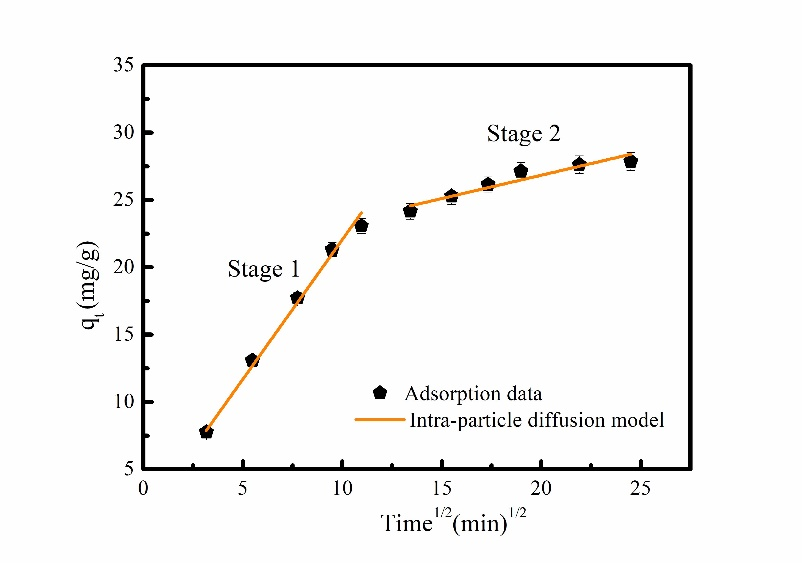 35
30
25
20
15
10
5
0
5
10
15
20
25
qt (mg/g)
Time1/2(min)1/2
Stage 1
Stage 2
Adsorption data
Intra-particle diffusion model